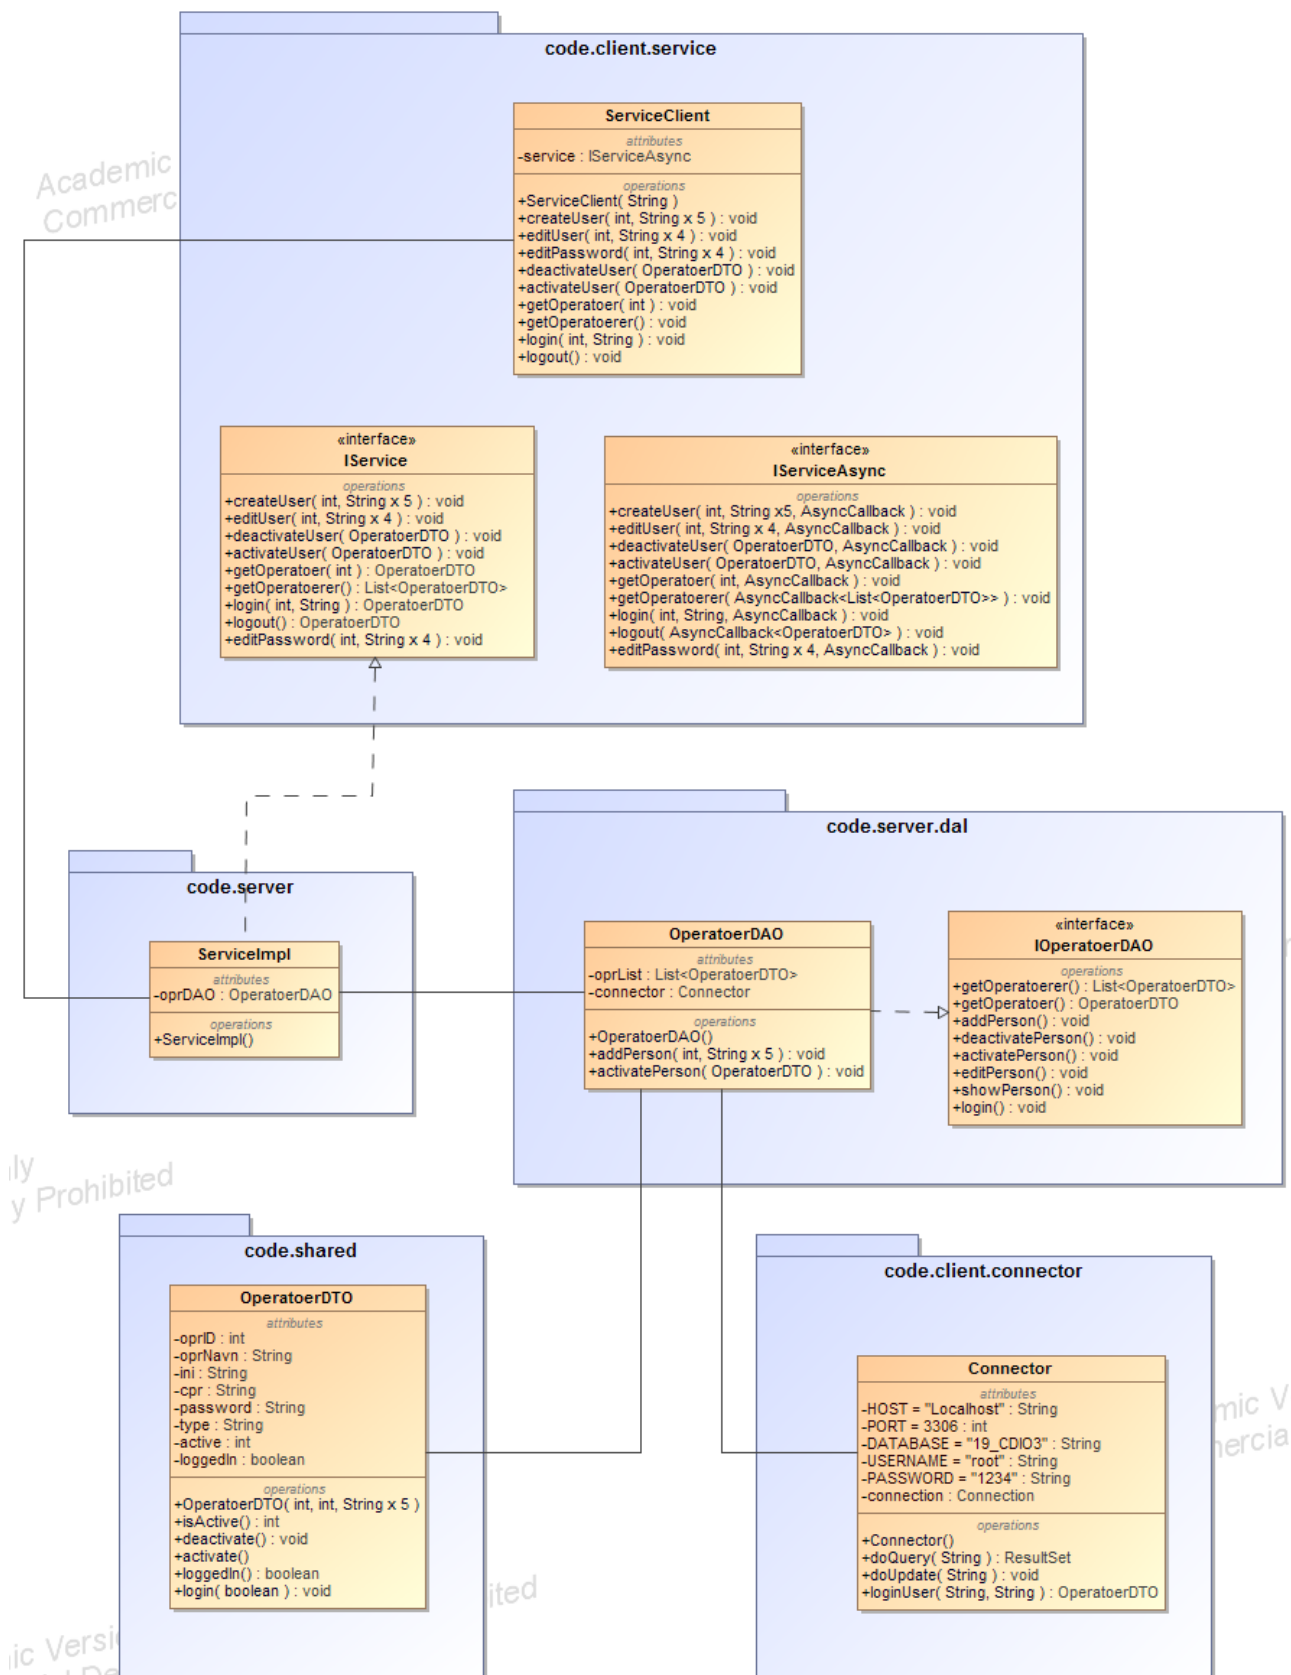 code.client.service
ServiceClient
attributes
-service : IServiceAsync
operations
+ServiceClient( String )
+createUser( int, String x 5 ) : void
+editUser( int, String x 4 ) : void
+editPassword( int, String x 4 ) : void
+deactivateUser( OperatoerDTO ) : void
+activateUser( OperatoerDTO ) : void
+getOperatoer( int ) : void
+getOperatoerer() : void
+login( int, String ) : void
+logout() : void
Academic
Commerc
«interface»
IService
operations
+createUser( int, String x 5 ) : void
+editUser( int, String x 4 ) : void
+deactivateUser( OperatoerDTO ) : void
+activateUser( OperatoerDTO ) : void
+getOperatoer( int ) : OperatoerDTO
+getOperatoerer() : List<OperatoerDTO>
+login( int, String ) : OperatoerDTO
+logout() : OperatoerDTO
+editPassword( int, String x 4 ) : void
«interface»
IServiceAsync
operations
+createUser( int, String x5, AsyncCallback ) : void
+editUser( int, String x 4, AsyncCallback ) : void
+deactivateUser( OperatoerDTO, AsyncCallback ) : void
+activateUser( OperatoerDTO, AsyncCallback ) : void
+getOperatoer( int, AsyncCallback ) : void
+getOperatoerer( AsyncCallback<List<OperatoerDTO>> ) : void
+login( int, String, AsyncCallback ) : void
+logout( AsyncCallback<OperatoerDTO> ) : void
+editPassword( int, String x 4, AsyncCallback ) : void
code.server
ServiceImpl
attributes
-oprDAO : OperatoerDAO
operations
+ServiceImpl()
code.server.dal
OperatoerDAO
attributes
-oprList : List<OperatoerDTO>
-connector : Connector
operations
+OperatoerDAO()
+addPerson( int, String x 5 ) : void
+activatePerson( OperatoerDTO ) : void
«interface»
IOperatoerDAO
operations
+getOperatoerer() : List<OperatoerDTO>
+getOperatoer() : OperatoerDTO
+addPerson() : void
+deactivatePerson() : void
+activatePerson() : void
+editPerson() : void
+showPerson() : void
+login() : void
ly
y Prohibited
code.shared
OperatoerDTO
attributes
-oprID : int
-oprNavn : String
-ini : String
-cpr : String
-password : String
-type : String
-active : int
-loggedIn : boolean
operations
+OperatoerDTO( int, int, String x 5 )
+isActive() : int
+deactivate() : void
+activate()
+loggedIn() : boolean
+login( boolean ) : void
code.client.connector
Connector
attributes
-HOST = "Localhost" : String
-PORT = 3306 : int
-DATABASE = "19_CDIO3" : String
-USERNAME = "root" : String
-PASSWORD = "1234" : String
-connection : Connection
operations
+Connector()
+doQuery( String ) : ResultSet
+doUpdate( String ) : void
+loginUser( String, String ) : OperatoerDTO
mic V
nercia
ited
ic Versi